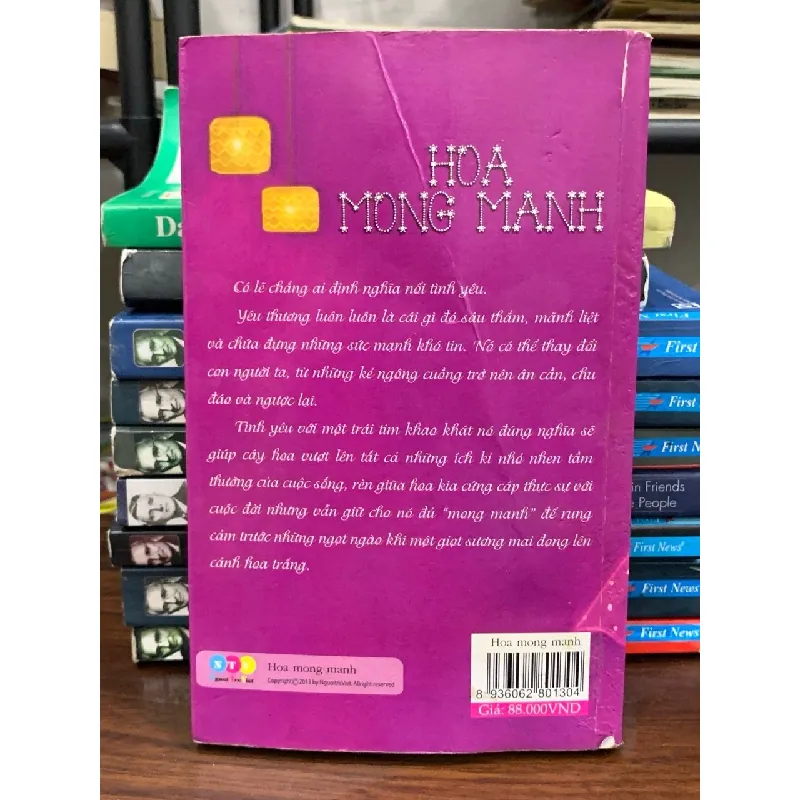 HOA
MONG MANH
Có lẽ chẳng ai định nghĩa nổi tình yêu.
Yêu thương luôn luôn là cái gì đó sâu thẳm, mãnh liệt
và chứa đựng những sức mạnh khó tin. Nó có thể thay đổi
con người ta, từ những kẻ ngông cuồng trở nên ân cần, chu
đáo và ngược lại.
Tình yêu với một trái tim khao khát nó đúng nghĩa sẽ
giúp cây hoa vượt lên tất cả những ích kỉ nhỏ nhen tầm
thường của cuộc sống, rèn giũa hoa kia cứng cáp thực sự với
cuộc đời nhưng vẫn giữ cho nó đủ "mong manh" để rung
cảm trước những ngọt ngào khi một giọt sương mai đọng lên
cánh hoa trắng.
NTV
Hoa mong manh
Hoa mong manh
8 936062 801304
Giá: 88.000VND
Da
First
First
First N
in Friends
e People
First News
First News
First News